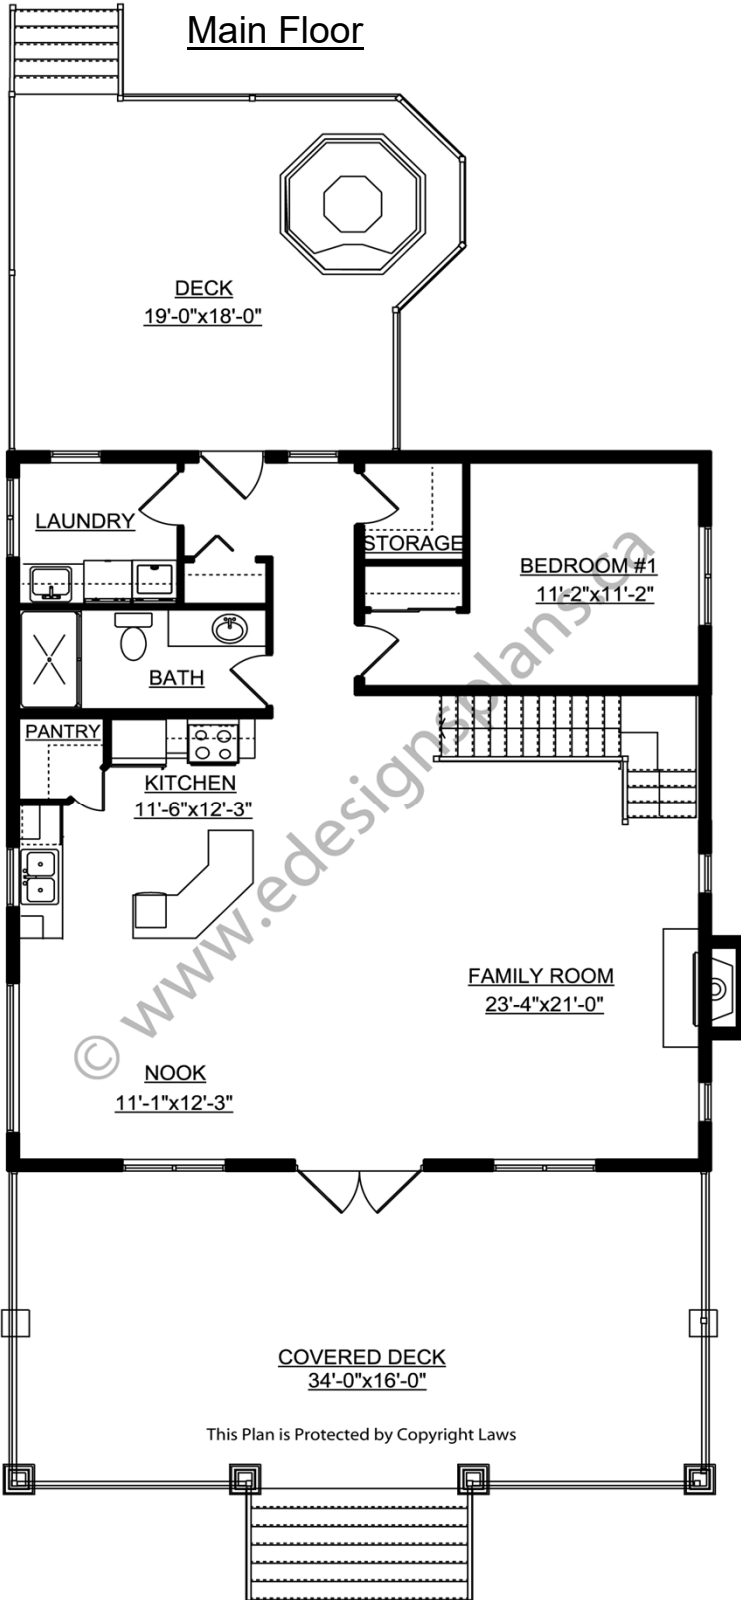 Main Floor
DECK
19'-0"x18'-0"
LAUNDRY
STORAGE
BEDROOM #1
11'-2"x11'-2"
BATH
PANTRY
KITCHEN
11'-6"x12'-3"
FAMILY ROOM
23'-4"x21'-0"
NOOK
11'-1"x12'-3"
© www.edesignsplans.ca
COVERED DECK
34'-0"x16'-0"
This Plan is Protected by Copyright Laws